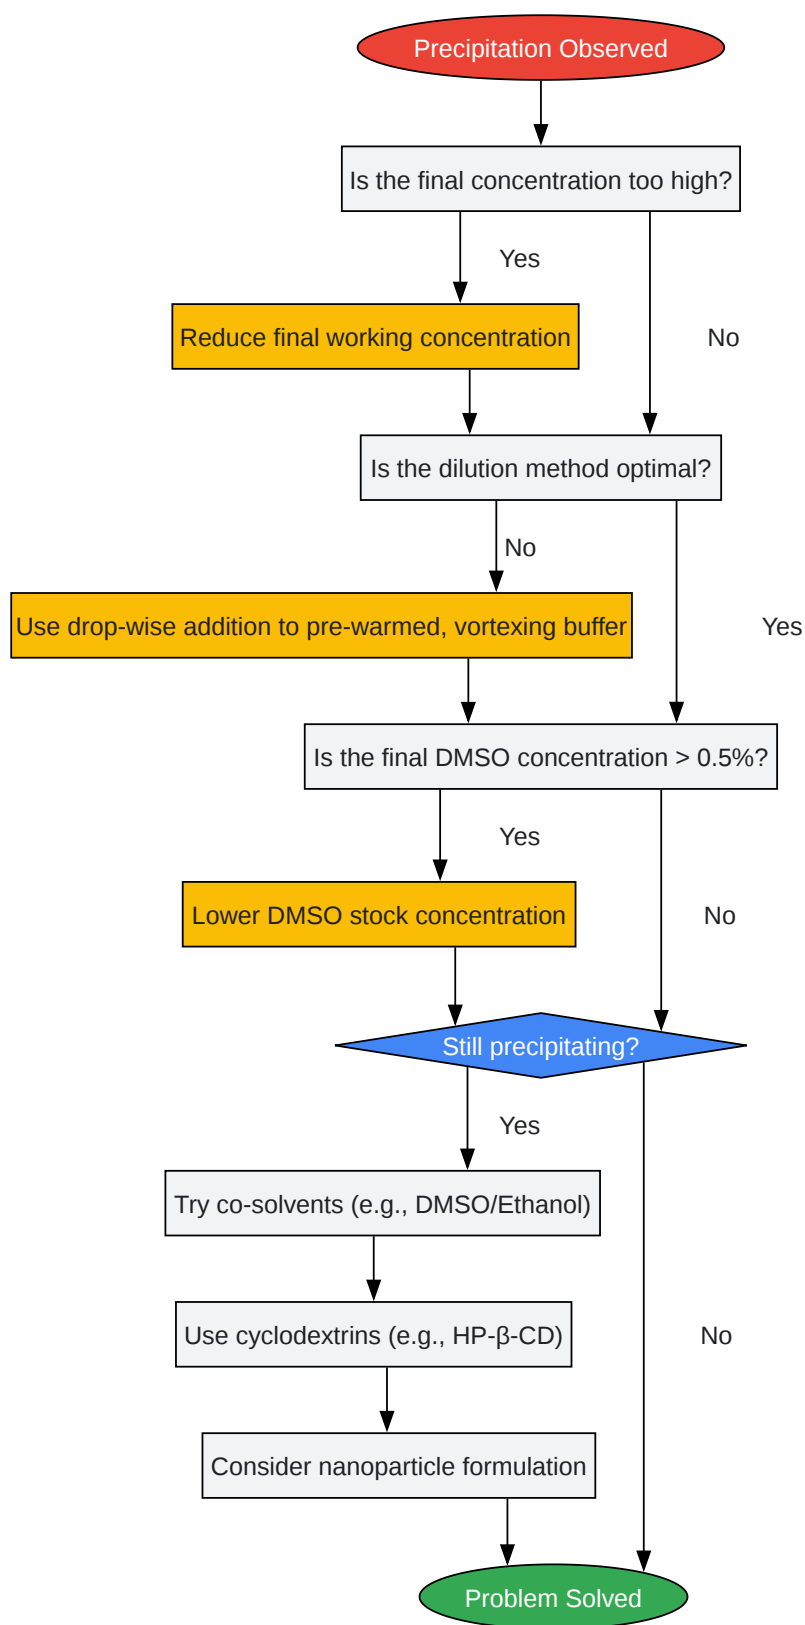 Precipitation Observed
Is the final concentration too high?
Yes
Reduce final working concentration
No
Is the dilution method optimal?
No
Use drop-wise addition to pre-warmed, vortexing buffer
Yes
Is the final DMSO concentration > 0.5%?
Yes
Lower DMSO stock concentration
No
Still precipitating?
Yes
Try co-solvents (e.g., DMSO/Ethanol)
Use cyclodextrins (e.g., HP-β-CD)
No
Consider nanoparticle formulation
Problem Solved